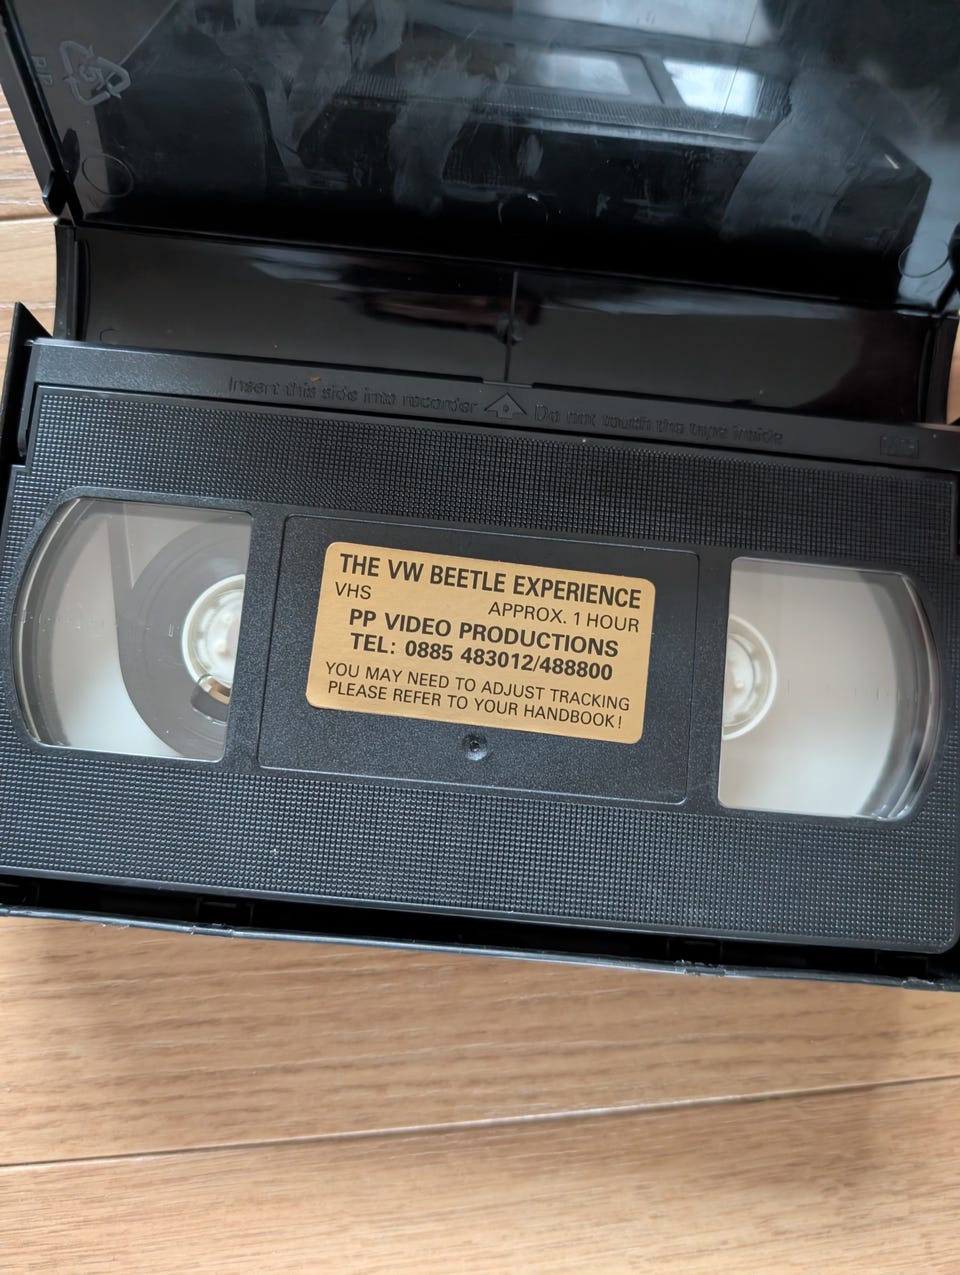 PP
Insert this side into recorder Do not touch the tape inside
THE VW BEETLE EXPERIENCE
VHS
APPROX. 1 HOUR
PP VIDEO PRODUCTIONS
TEL: 0885 483012/488800
YOU MAY NEED TO ADJUST TRACKING
PLEASE REFER TO YOUR HANDBOOK!